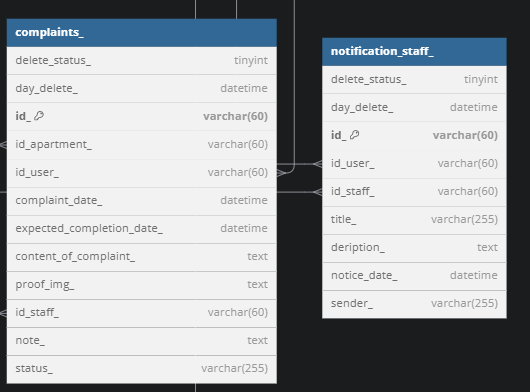 complaints_
delete_status_ tinyint
day_delete_ datetime
id_ varchar(60)
id_apartment_ varchar(60)
id_user_ varchar(60)
complaint_date_ datetime
expected_completion_date_ datetime
content_of_complaint_ text
proof_img_ text
id_staff_ varchar(60)
note_ text
status_ varchar(255)
notification_staff_
delete_status_ tinyint
day_delete_ datetime
id_ varchar(60)
id_user_ varchar(60)
id_staff_ varchar(60)
title_ varchar(255)
deription_ text
notice_date_ datetime
sender_ varchar(255)